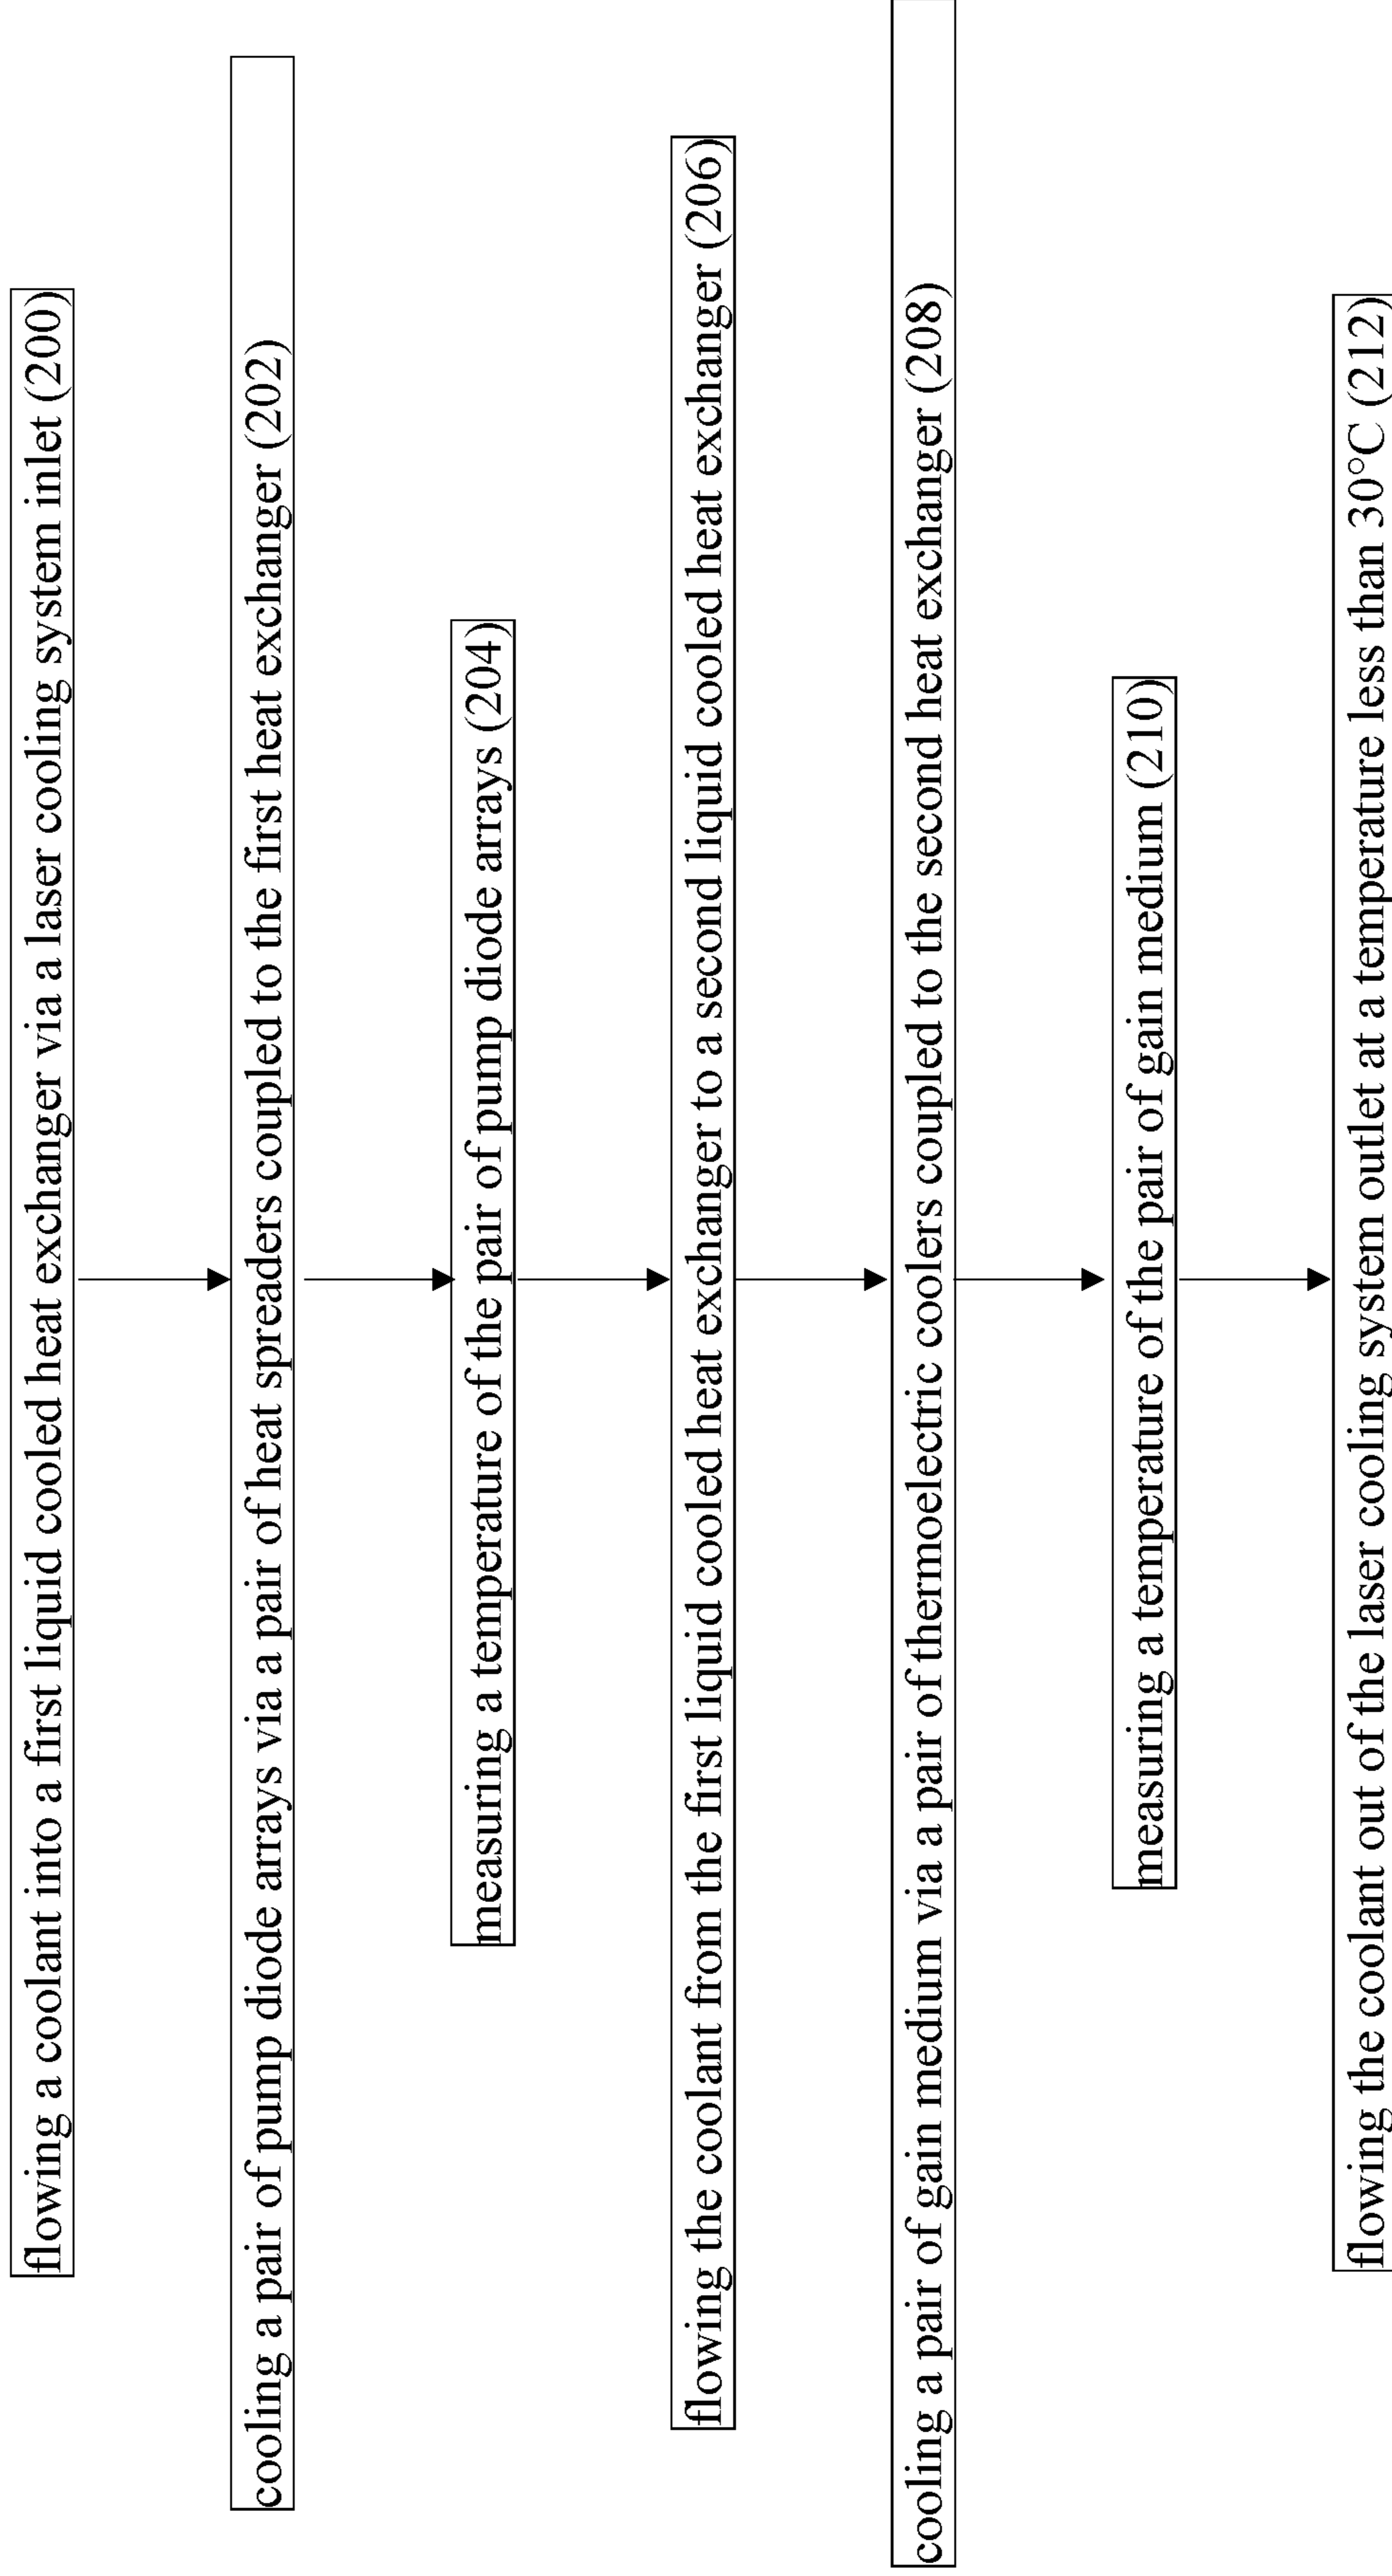 flowing a coolant into a first liquid cooled heat exchanger via a laser cooling system inlet (200)
cooling a pair of pump diode arrays via a pair of heat spreaders coupled to the first heat exchanger (202)
measuring a temperature of the pair of pump diode arrays (204)
flowing the coolant from the first liquid cooled heat exchanger to a second liquid cooled heat exchanger (206)
cooling a pair of gain medium via a pair of thermoelectric coolers coupled to the second heat exchanger (208)
measuring a temperature of the pair of gain medium (210)
flowing the coolant out of the laser cooling system outlet at a temperature less than 30°C (212)